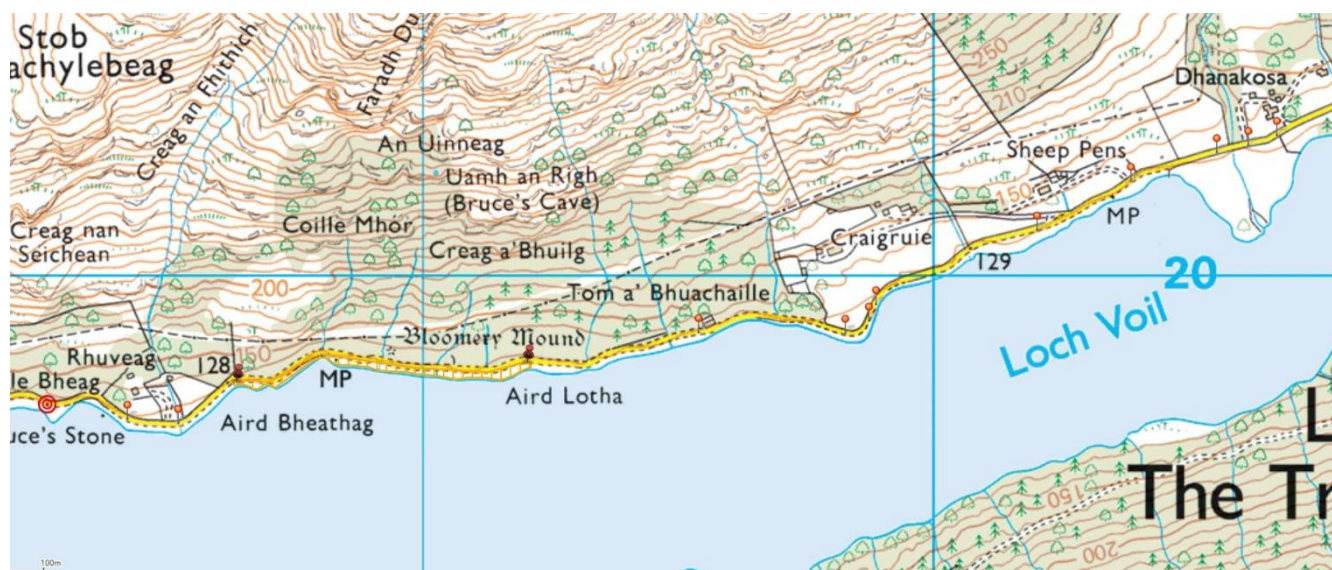 Stob
achylebeag
Creag an Fhithich
Faradh Du
250
210
Dhanakosa
An Uinneag
Uamh an Righ
(Bruce's Cave)
Sheep Pens
150
MP
Coille Mhór
Creag nan
Seichean
Creag a'Bhuilg
Craigruie
129
20
200
Tom a' Bhuachaille
Loch Voil
Bloomery Mound
Rhuveag
128
150
le Bheag
MP
Aird Lotha
uce's Stone
Aird Bheathag
L
The Tr
150
200
100m